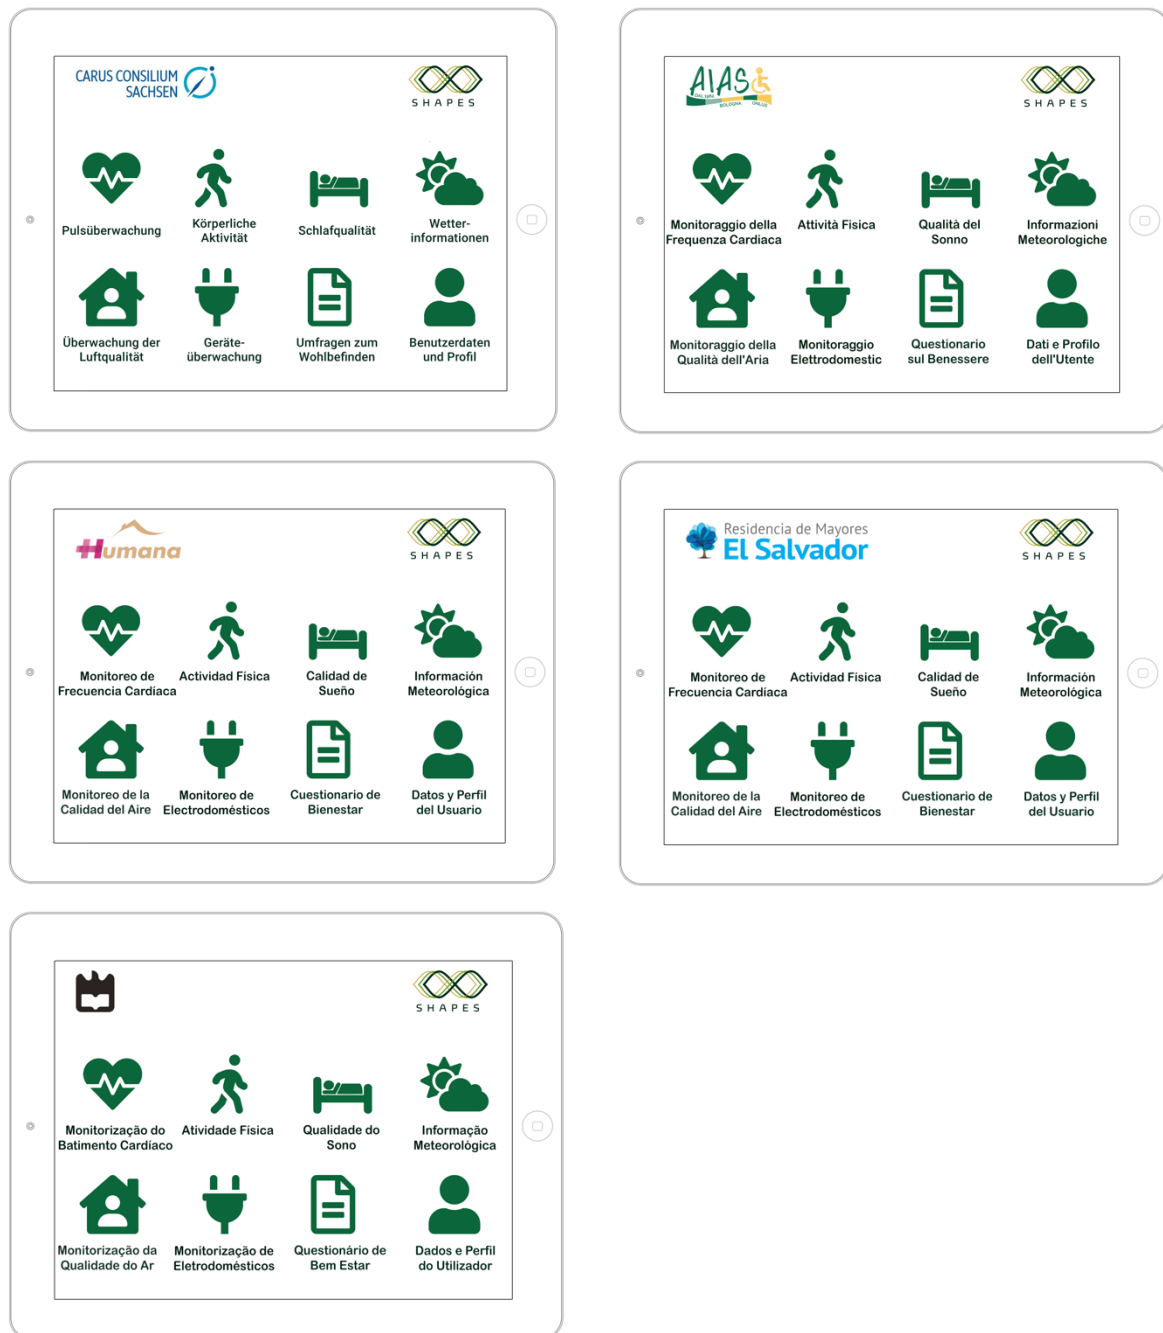 CARUS CONSILIUM
SACHSEN
SHAPES
Pulsüberwachung
Körperliche
Aktivität
Schlafqualität
Wetter-
informationen
Überwachung der
Luftqualität
Geräte-
überwachung
Umfragen zum
Wohlbefinden
Benutzerdaten
und Profil
AIAS
DAL 1962
BOLOGNA
ONLUS
SHAPES
Monitoraggio della
Frequenza Cardiaca
Attività Fisica
Qualità del
Sonno
Informazioni
Meteorologiche
Monitoraggio della
Qualità dell'Aria
Monitoraggio
Elettrodomestic
Questionario
sul Benessere
Dati e Profilo
dell'Utente
Humana
SHAPES
Monitoreo de
Frecuencia Cardíaca
Actividad Física
Calidad de
Sueño
Información
Meteorológica
Monitoreo de la
Calidad del Aire
Monitoreo de
Electrodomésticos
Cuestionario de
Bienestar
Datos y Perfil
del Usuario
Residencia de Mayores
El Salvador
SHAPES
Monitoreo de
Frecuencia Cardíaca
Actividad Física
Calidad de
Sueño
Información
Meteorológica
Monitoreo de la
Calidad del Aire
Monitoreo de
Electrodomésticos
Cuestionario de
Bienestar
Datos y Perfil
del Usuario
SHAPES
Monitorização do
Batimento Cardíaco
Atividade Física
Qualidade do
Sono
Informação
Meteorológica
Monitorização da
Qualidade do Ar
Monitorização de
Eletrodomésticos
Questionário de
Bem Estar
Dados e Perfil
do Utilizador